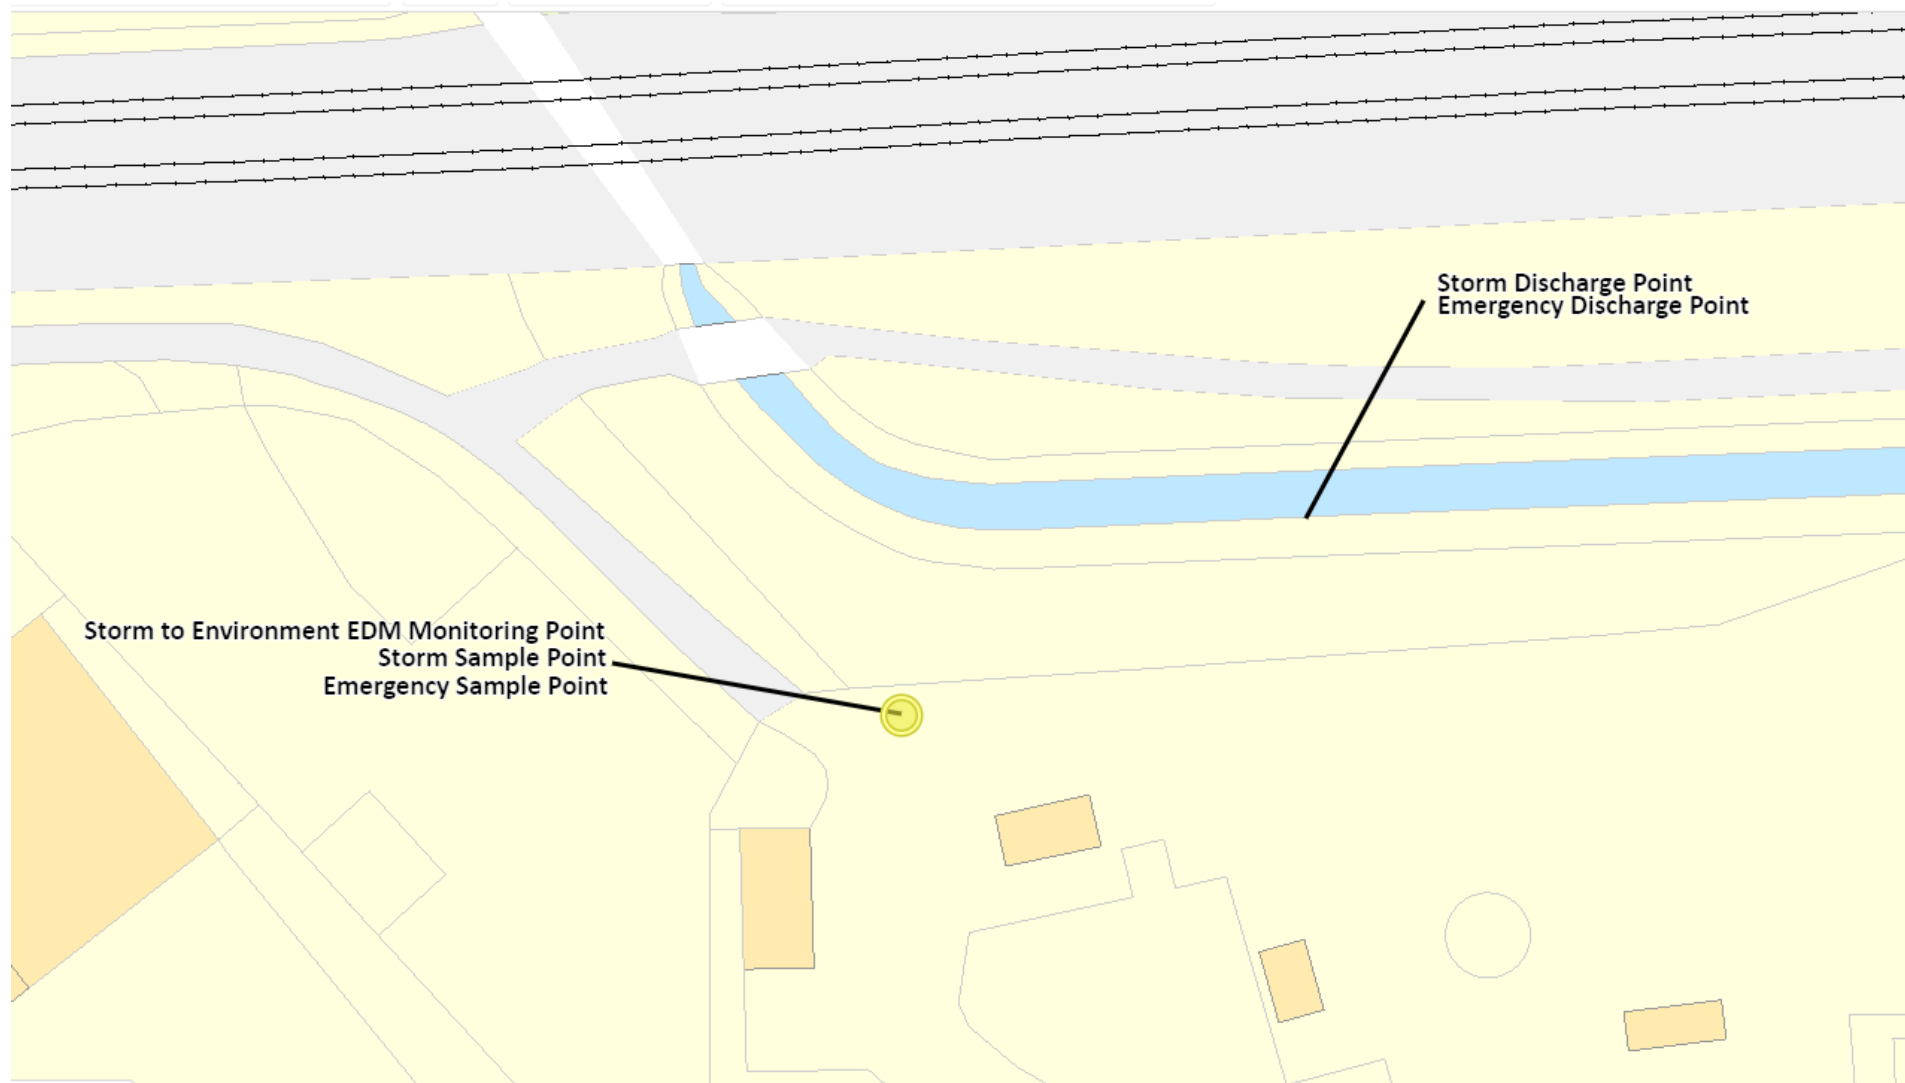 Storm Discharge Point
Emergency Discharge Point
Storm to Environment EDM Monitoring Point
Storm Sample Point
Emergency Sample Point